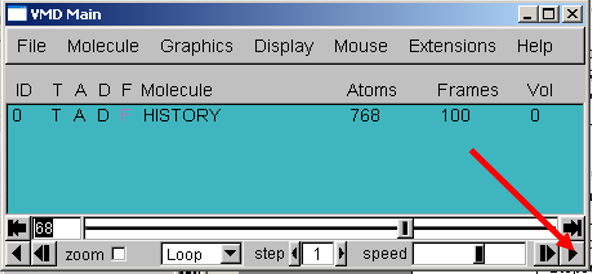 VMD Main
File Molecule Graphics Display Mouse Extensions Help
ID T A D F Molecule Atoms Frames Vol
0 T A D F HISTORY 768 100 0
68
zoom Loop step 1 speed